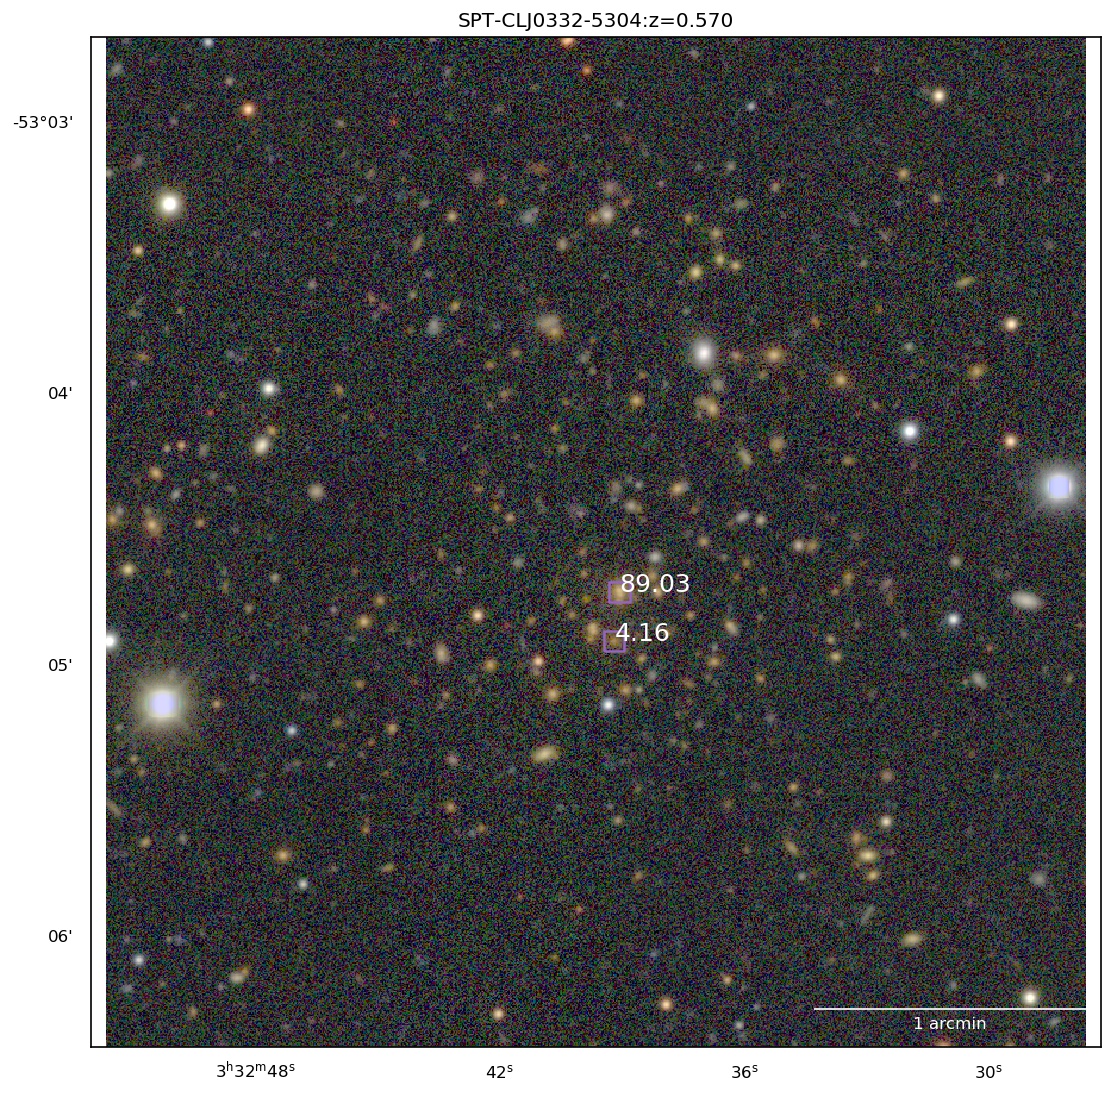 SPT-CLJ0332-5304:z=0.570
-53°03'
04'
89.03
4.16
05'
06'
1 arcmin
3ʰ32ᵐ48ˢ 42ˢ 36ˢ 30ˢ